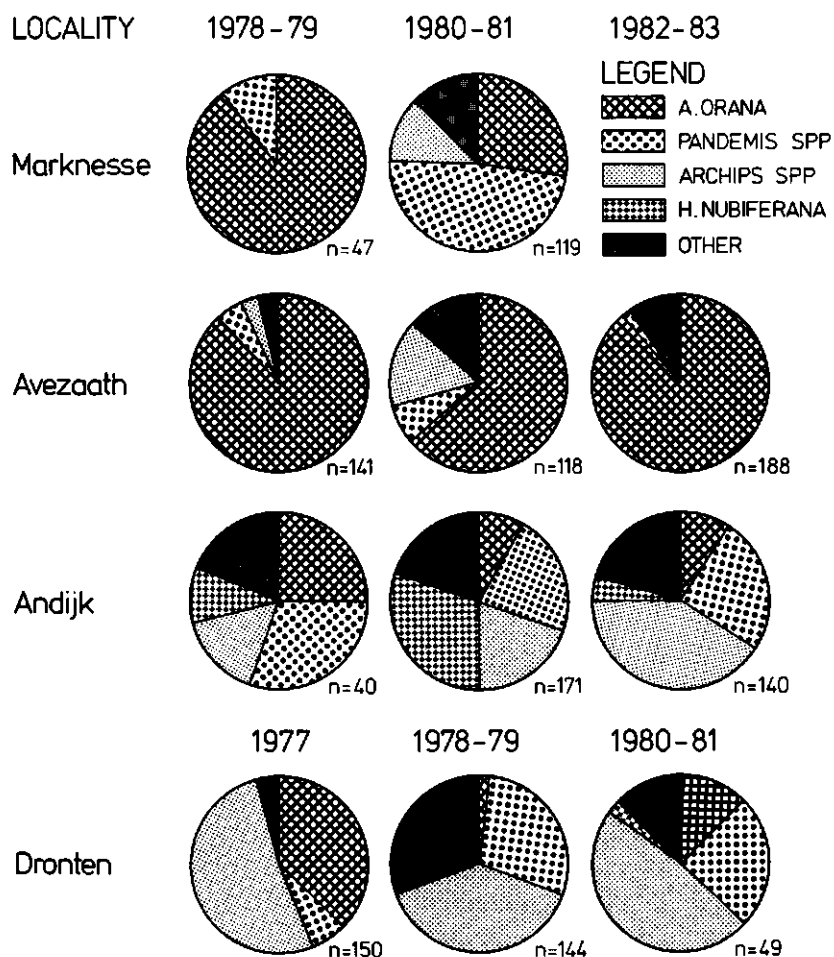 LOCALITY 1978-79 1980-81 1982-83
LEGEND
A.ORANA
PANDEMIS SPP
ARCHIPS SPP
H.NUBIFERANA
OTHER
Marknesse
n=47 n=119
Avezaath
n=141 n=118 n=188
Andijk
n=40 n=171 n=140
1977 1978-79 1980-81
Dronten
n=150 n=144 n=49